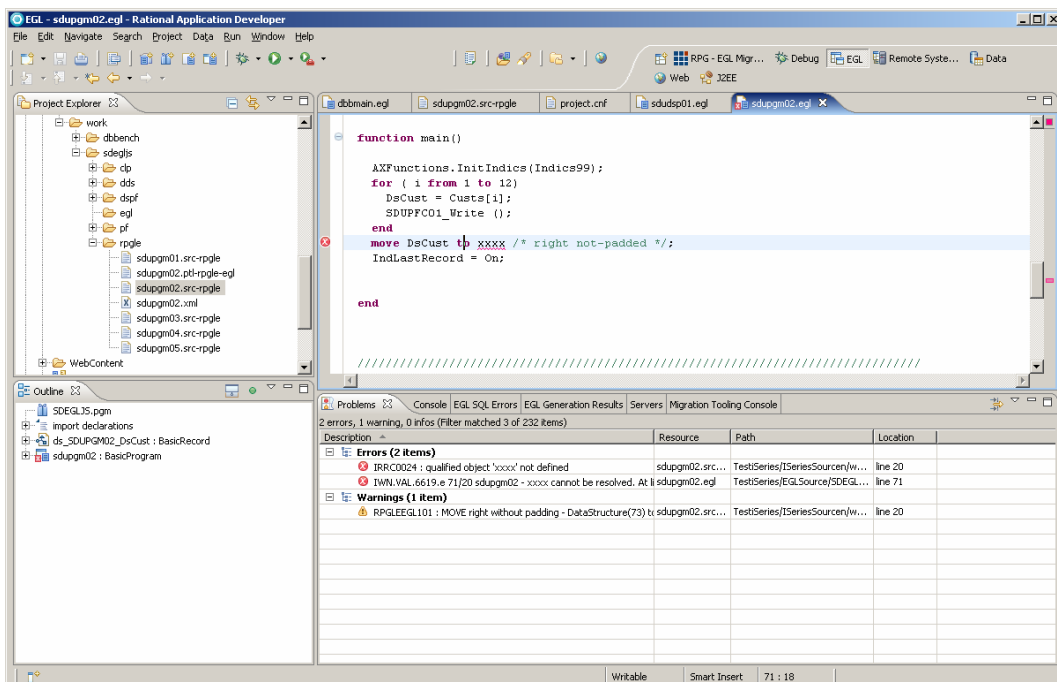 EGL - sdupgm02.egl - Rational Application Developer
File Edit Navigate Search Project Data Run Window Help
RPG - EGL Migr... Debug EGL Remote Syste... Data
Web J2EE
Project Explorer
work
dbbench
sdegljs
clp
dds
dspf
egl
pf
rpgle
sdupgm01.src-rpgle
sdupgm02.ptl-rpgle-egl
sdupgm02.src-rpgle
sdupgm02.xml
sdupgm03.src-rpgle
sdupgm04.src-rpgle
sdupgm05.src-rpgle
WebContent
dbbmain.egl sdupgm02.src-rpgle project.cnf sdudsp01.egl sdupgm02.egl
function main()
AXFunctions.InitIndics(Indics99);
for ( i from 1 to 12)
DsCust = Custs[i];
SDUPFC01_Write ();
end
move DsCust to xxxx /* right not-padded */;
IndLastRecord = On;
end
////////////////////////////////////////////////////////////////////////////////
Outline
SDEGLJS.pgm
import declarations
ds_SDUPGM02_DsCust : BasicRecord
sdupgm02 : BasicProgram
Problems Console EGL SQL Errors EGL Generation Results Servers Migration Tooling Console
2 errors, 1 warning, 0 infos (Filter matched 3 of 232 items)
Description Resource Path Location
Errors (2 items)
IRRC0024 : qualified object 'xxxx' not defined sdupgm02.src... TestiSeries/ISeriesSourcen/w... line 20
IWN.VAL.6619.e 71/20 sdupgm02 - xxxx cannot be resolved. At li sdupgm02.egl TestiSeries/EGLSource/SDEGL... line 71
Warnings (1 item)
RPGLEEGL101 : MOVE right without padding - DataStructure(73) to sdupgm02.src... TestiSeries/ISeriesSourcen/w... line 20
Writable Smart Insert 71 : 18